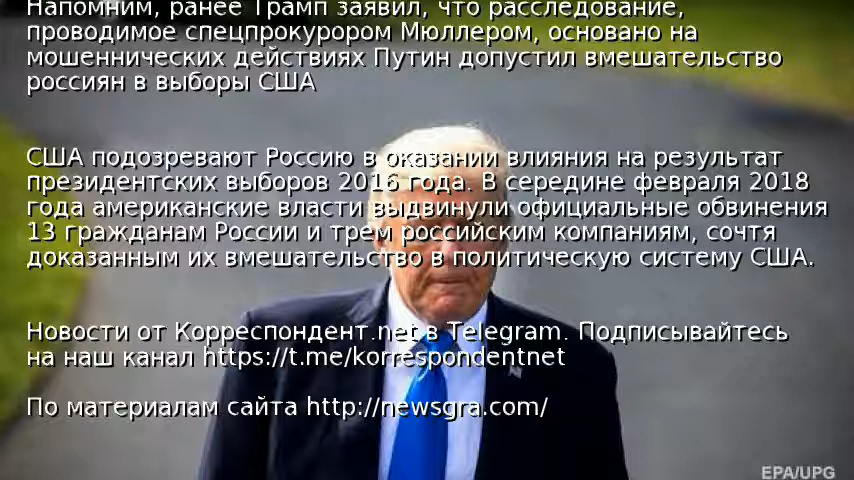 Напомним, ранее Трамп заявил, что расследование,
проводимое спецпрокурором Мюллером, основано на
мошеннических действиях Путин допустил вмешательство
россиян в выборы США
США подозревают Россию в оказании влияния на результат
президентских выборов 2016 года. В середине февраля 2018
года американские власти выдвинули официальные обвинения
13 гражданам России и трем российским компаниям, сочтя
доказанным их вмешательство в политическую систему США.
Новости от Корреспондент.net в Telegram. Подписывайтесь
на наш канал https://t.me/korrespondentnet
По материалам сайта http://newsgra.com/
EPA/UPG